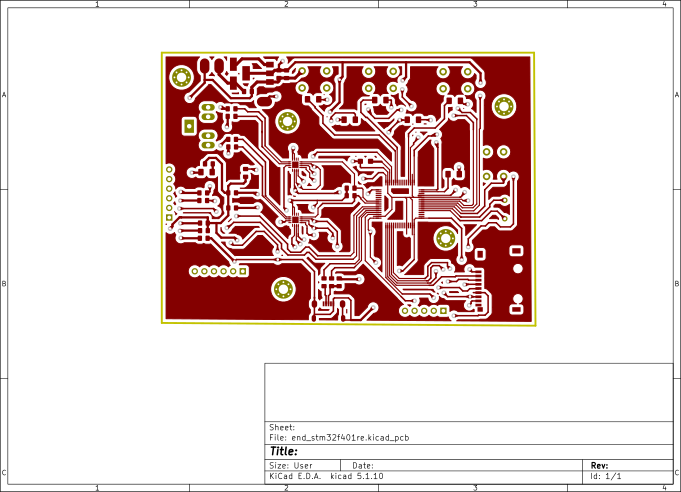 1 2 3 4
A A
B B
Sheet:
File: end_stm32f401re.kicad_pcb
Title:
Size: User Date: Rev:
KiCad E.D.A. kicad 5.1.10 Id: 1/1
C C
1 2 3 4